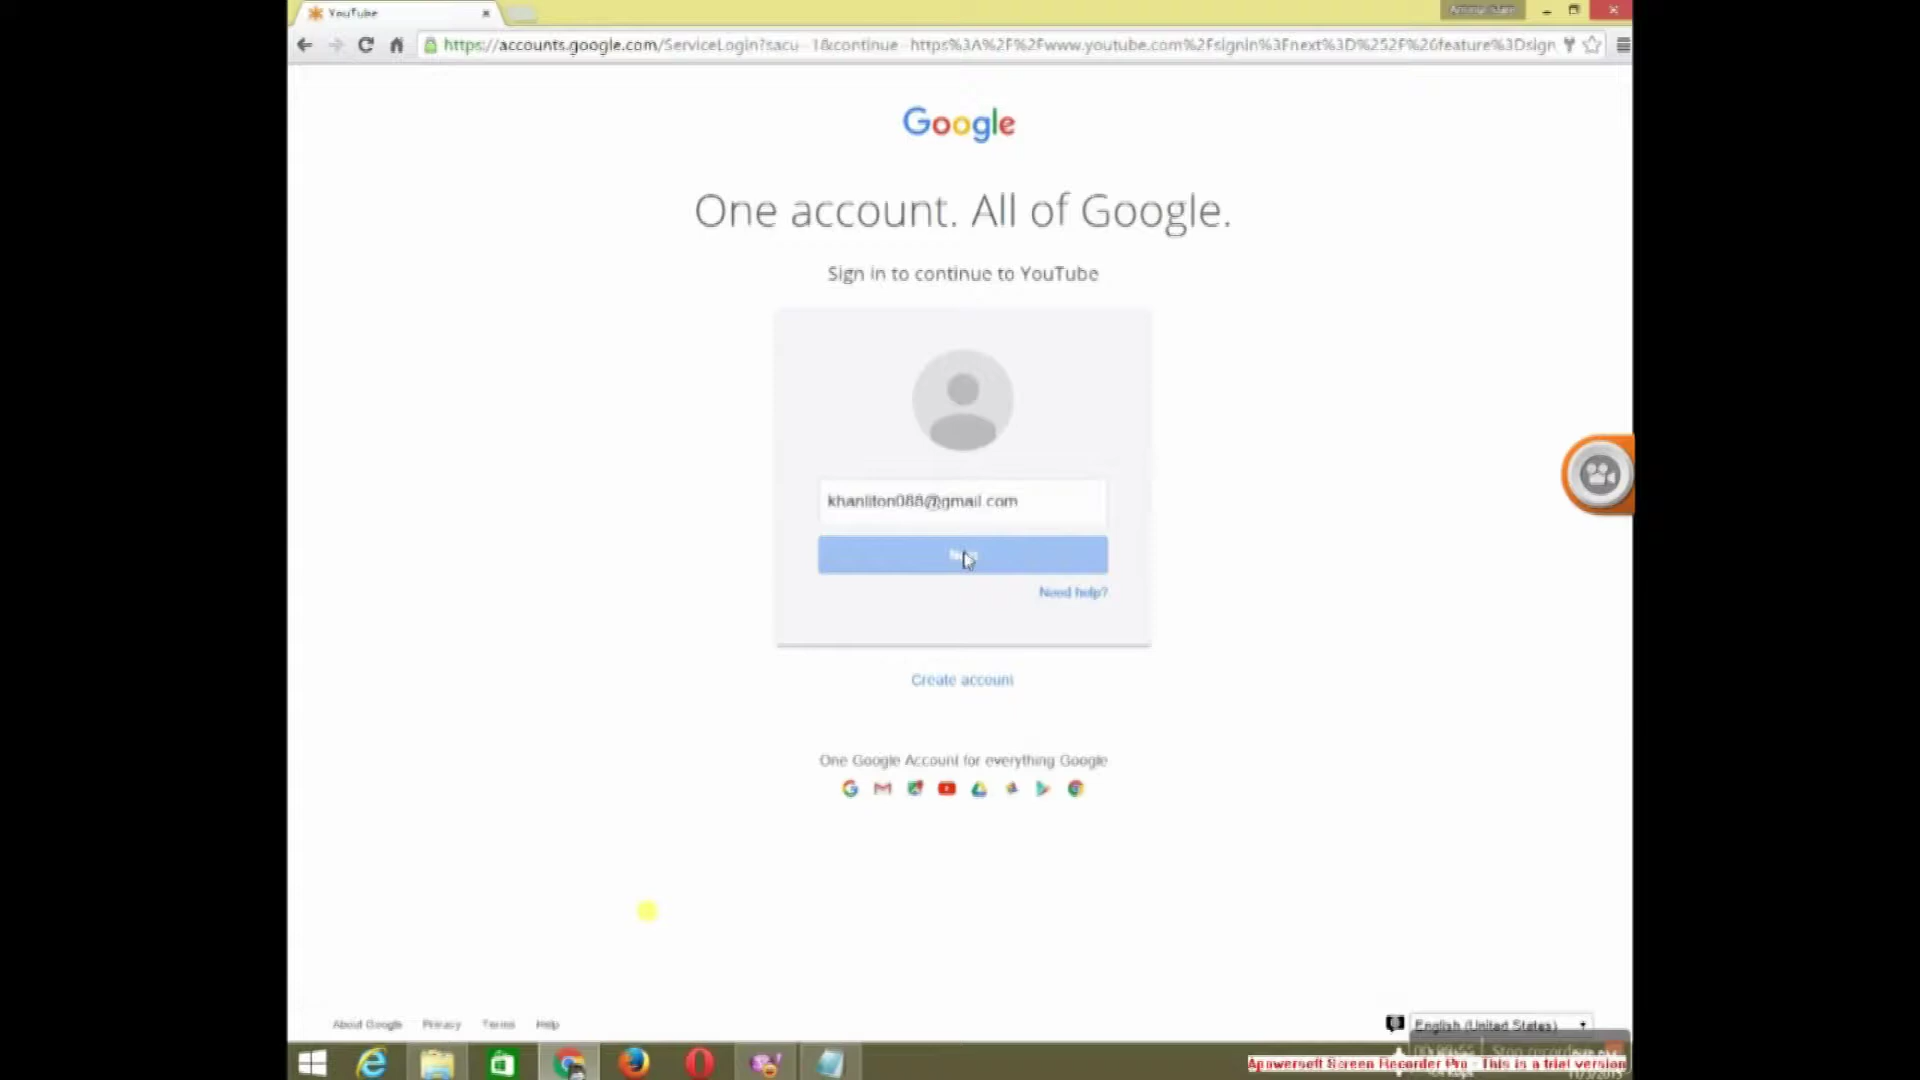 YouTube
https://accounts.google.com/ServiceLogin?sacu 1&continue https%3A%2F%2Fwww.youtube.com%2Fsignin%3Fnext%3D%252F%26feature%3Dsign
Google
One account. All of Google.
Sign in to continue to YouTube
khanliton088@gmail com
Need help?
Create account
One Google Account for everything Google
About Google Privacy Terms Help
English (United States)
Stop
Apowersoft Screen Recorder Pro - This is a trial version